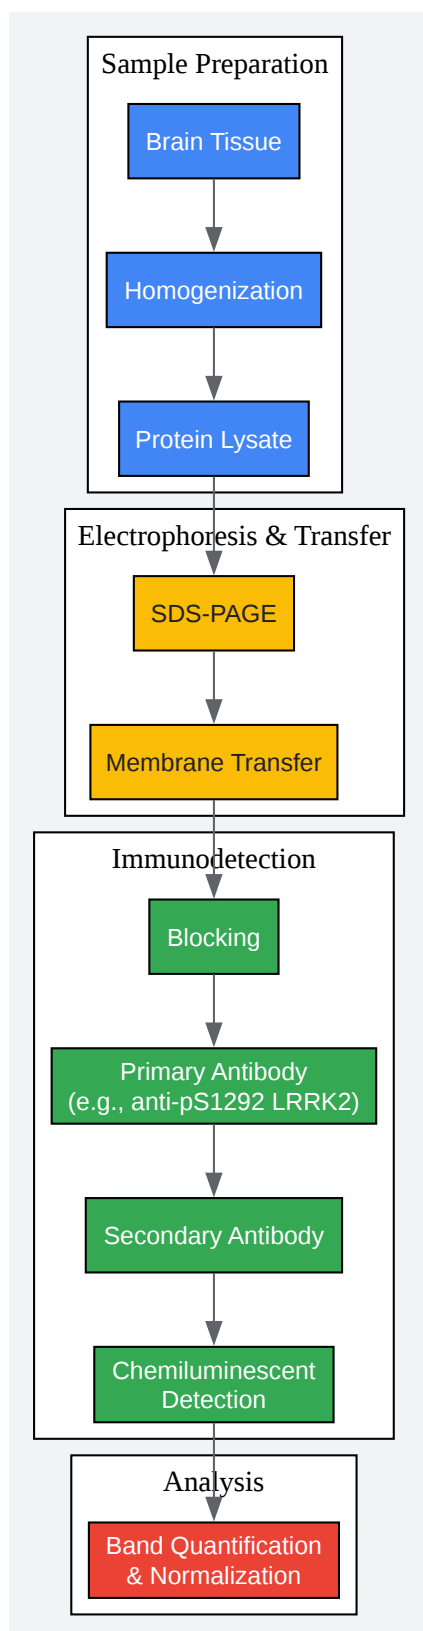 Sample Preparation
Brain Tissue
Homogenization
Protein Lysate
Electrophoresis & Transfer
SDS-PAGE
Membrane Transfer
Immunodetection
Blocking
Primary Antibody
(e.g., anti-pS1292 LRRK2)
Secondary Antibody
Chemiluminescent
Detection
Analysis
Band Quantification
& Normalization